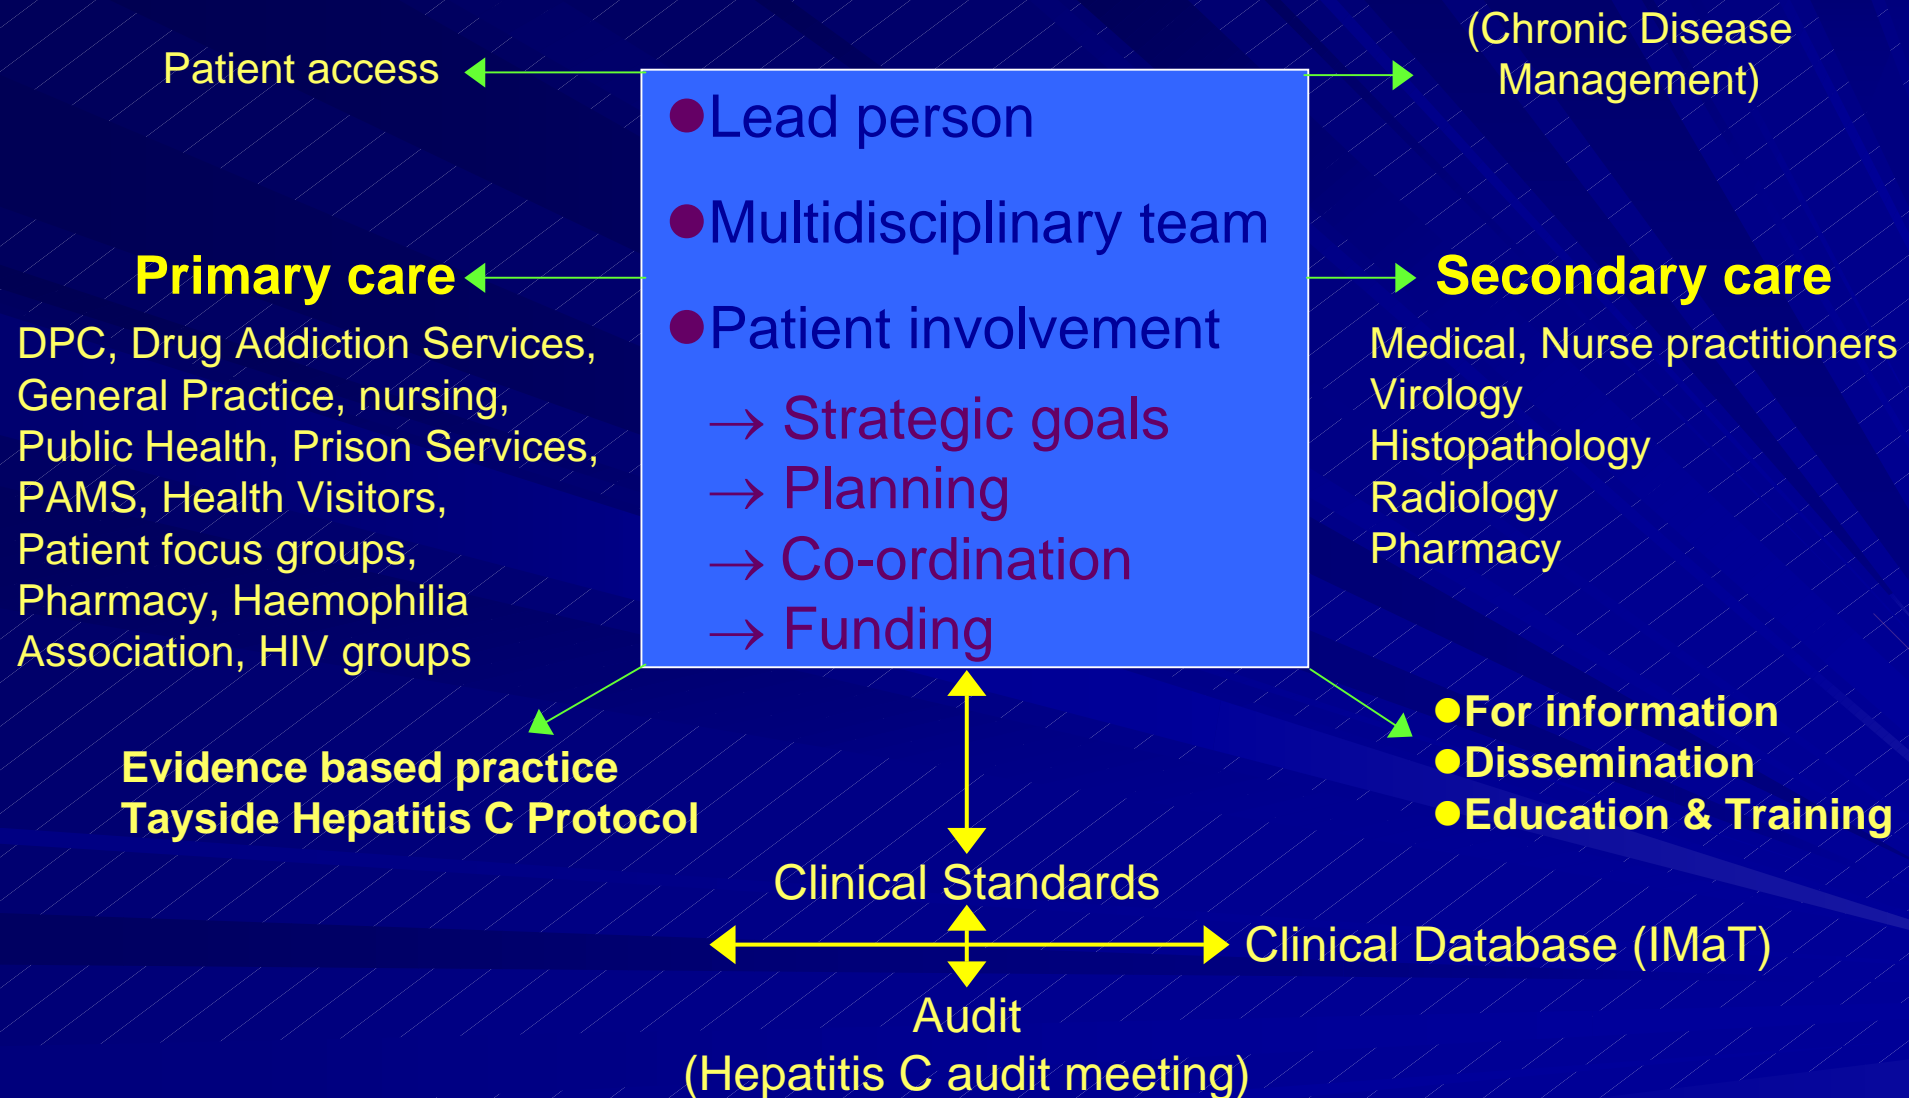 Patient access
(Chronic Disease
Management)
●Lead person
●Multidisciplinary team
●Patient involvement
→ Strategic goals
→ Planning
→ Co-ordination
→ Funding
Primary care
DPC, Drug Addiction Services,
General Practice, nursing,
Public Health, Prison Services,
PAMS, Health Visitors,
Patient focus groups,
Pharmacy, Haemophilia
Association, HIV groups
Secondary care
Medical, Nurse practitioners
Virology
Histopathology
Radiology
Pharmacy
Evidence based practice
Tayside Hepatitis C Protocol
●For information
●Dissemination
●Education & Training
Clinical Standards
Clinical Database (IMaT)
Audit
(Hepatitis C audit meeting)